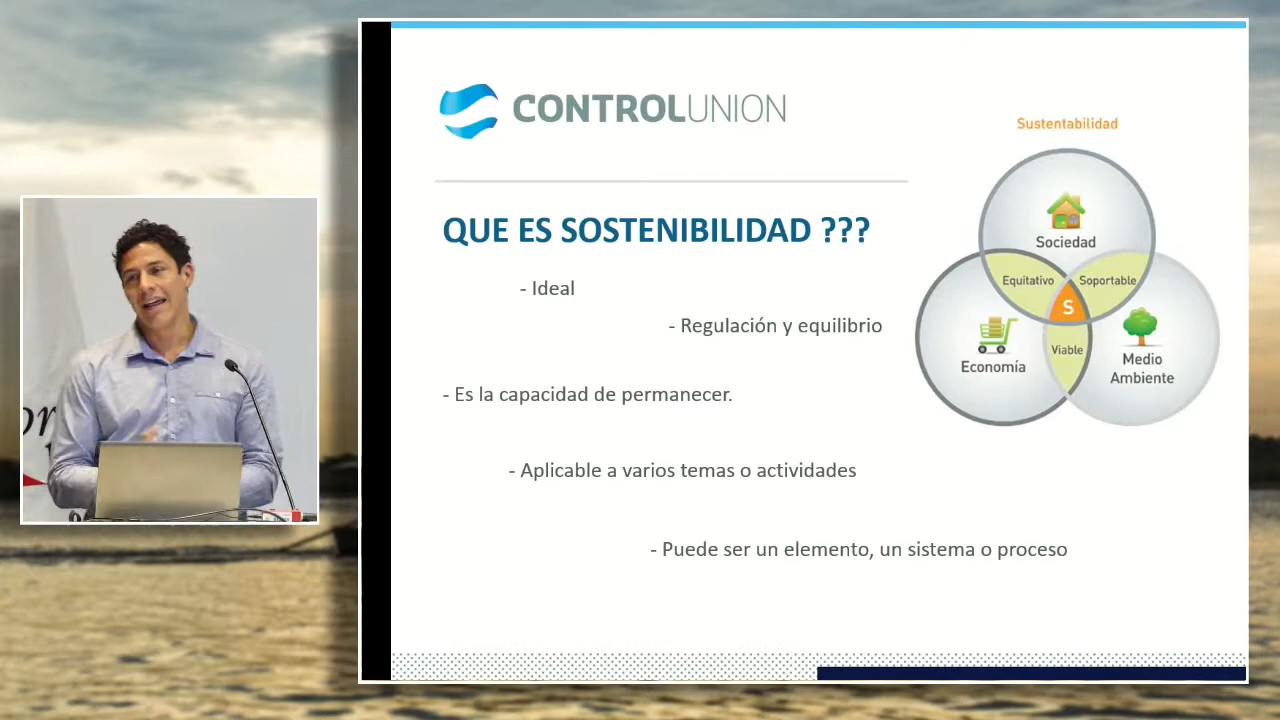 CONTROLUNION
Sustentabilidad
QUE ES SOSTENIBILIDAD ???
- Ideal
- Regulación y equilibrio
- Es la capacidad de permanecer.
- Aplicable a varios temas o actividades
- Puede ser un elemento, un sistema o proceso
Sociedad
Equitativo
Soportable
S
Economía
Viable
Medio
Ambiente